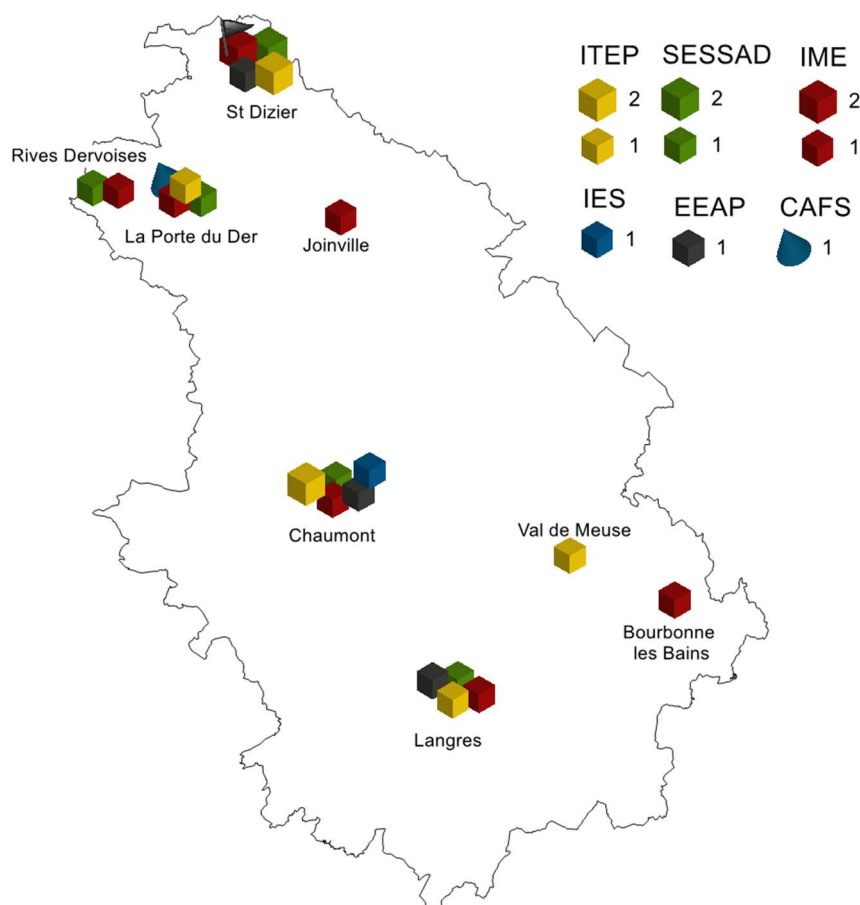 ITEP SESSAD IME
2 2 2
1 1 1
IES EEAP CAFS
1 1 1
St Dizier
Rives Dervoises
La Porte du Der
Joinville
Chaumont
Val de Meuse
Bourbonne
les Bains
Langres